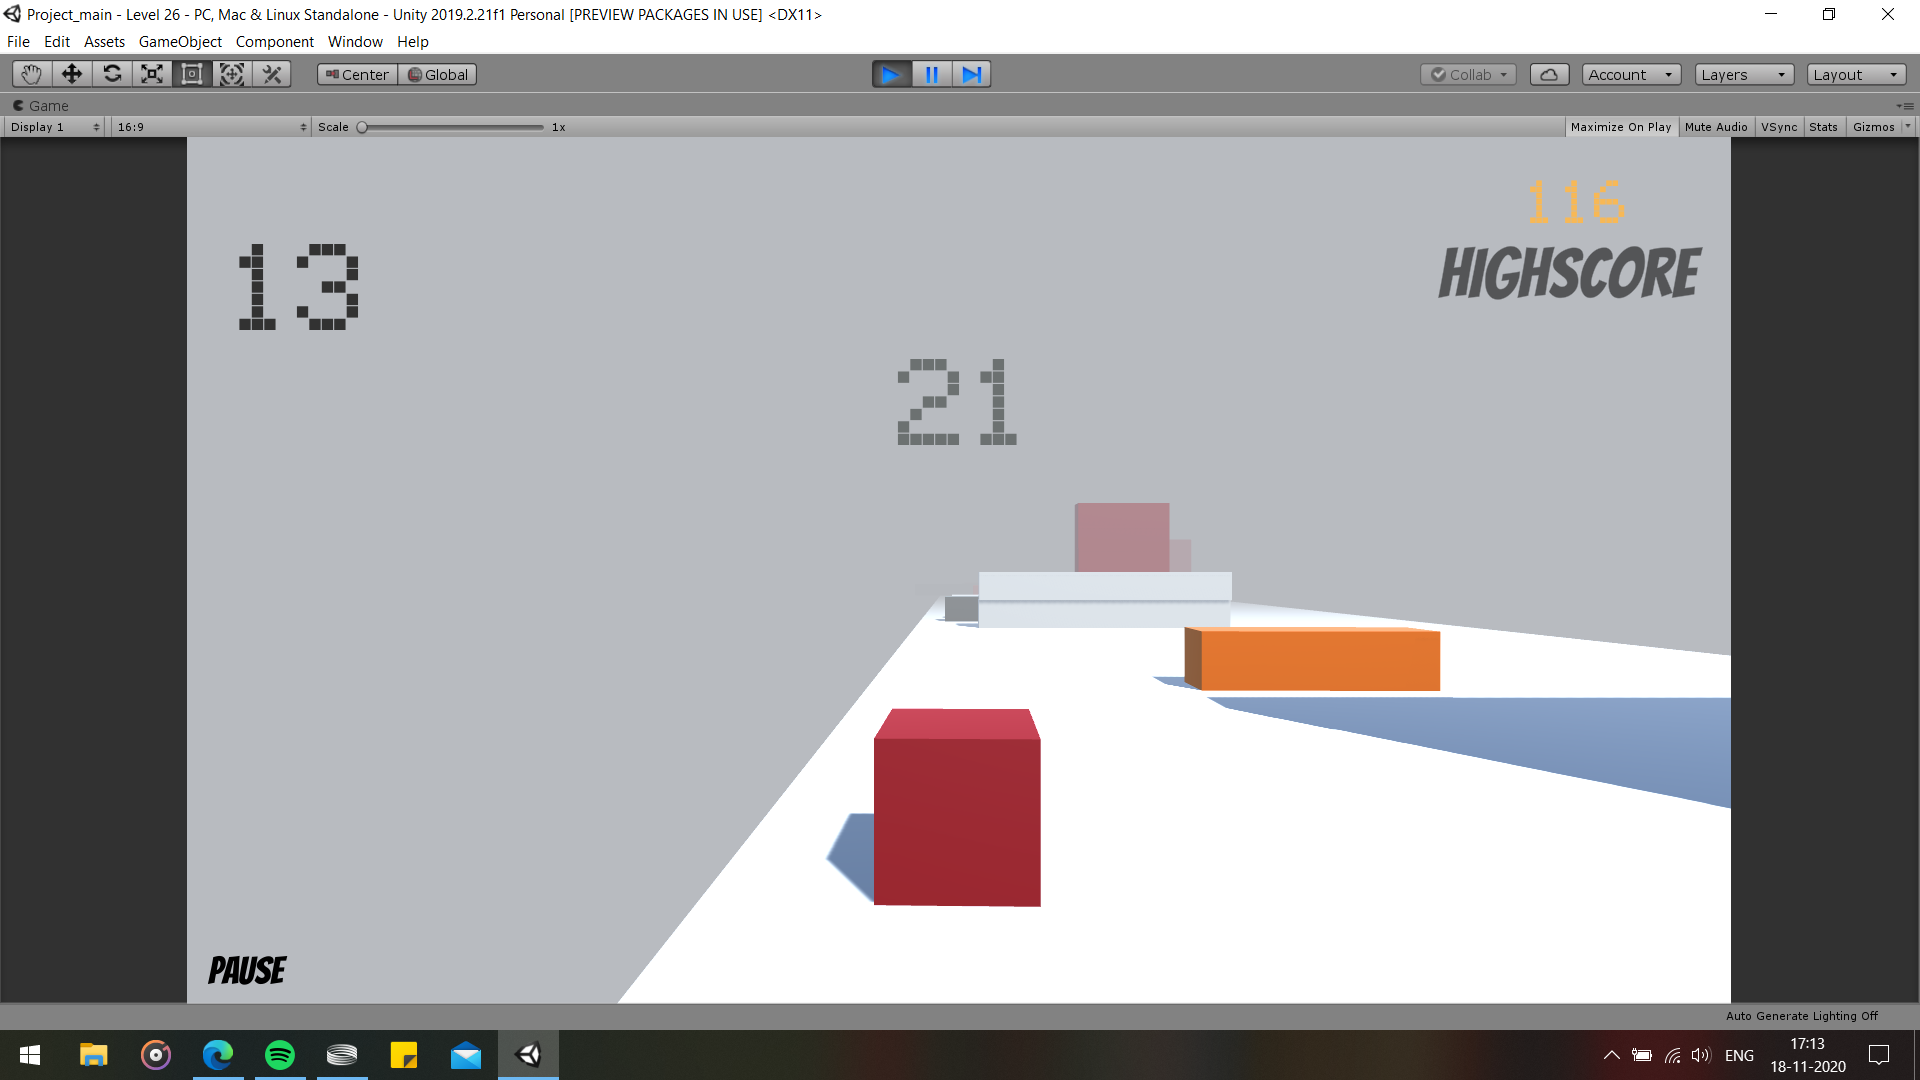 Project_main - Level 26 - PC, Mac & Linux Standalone - Unity 2019.2.21f1 Personal [PREVIEW PACKAGES IN USE] <DX11>
File Edit Assets GameObject Component Window Help
Center Global Collab Account Layers Layout
Game
Display 1 16:9 Scale 1x Maximize On Play Mute Audio VSync Stats Gizmos
116
13 HIGHSCORE
21
PAUSE
Auto Generate Lighting Off
17:13
ENG
18-11-2020